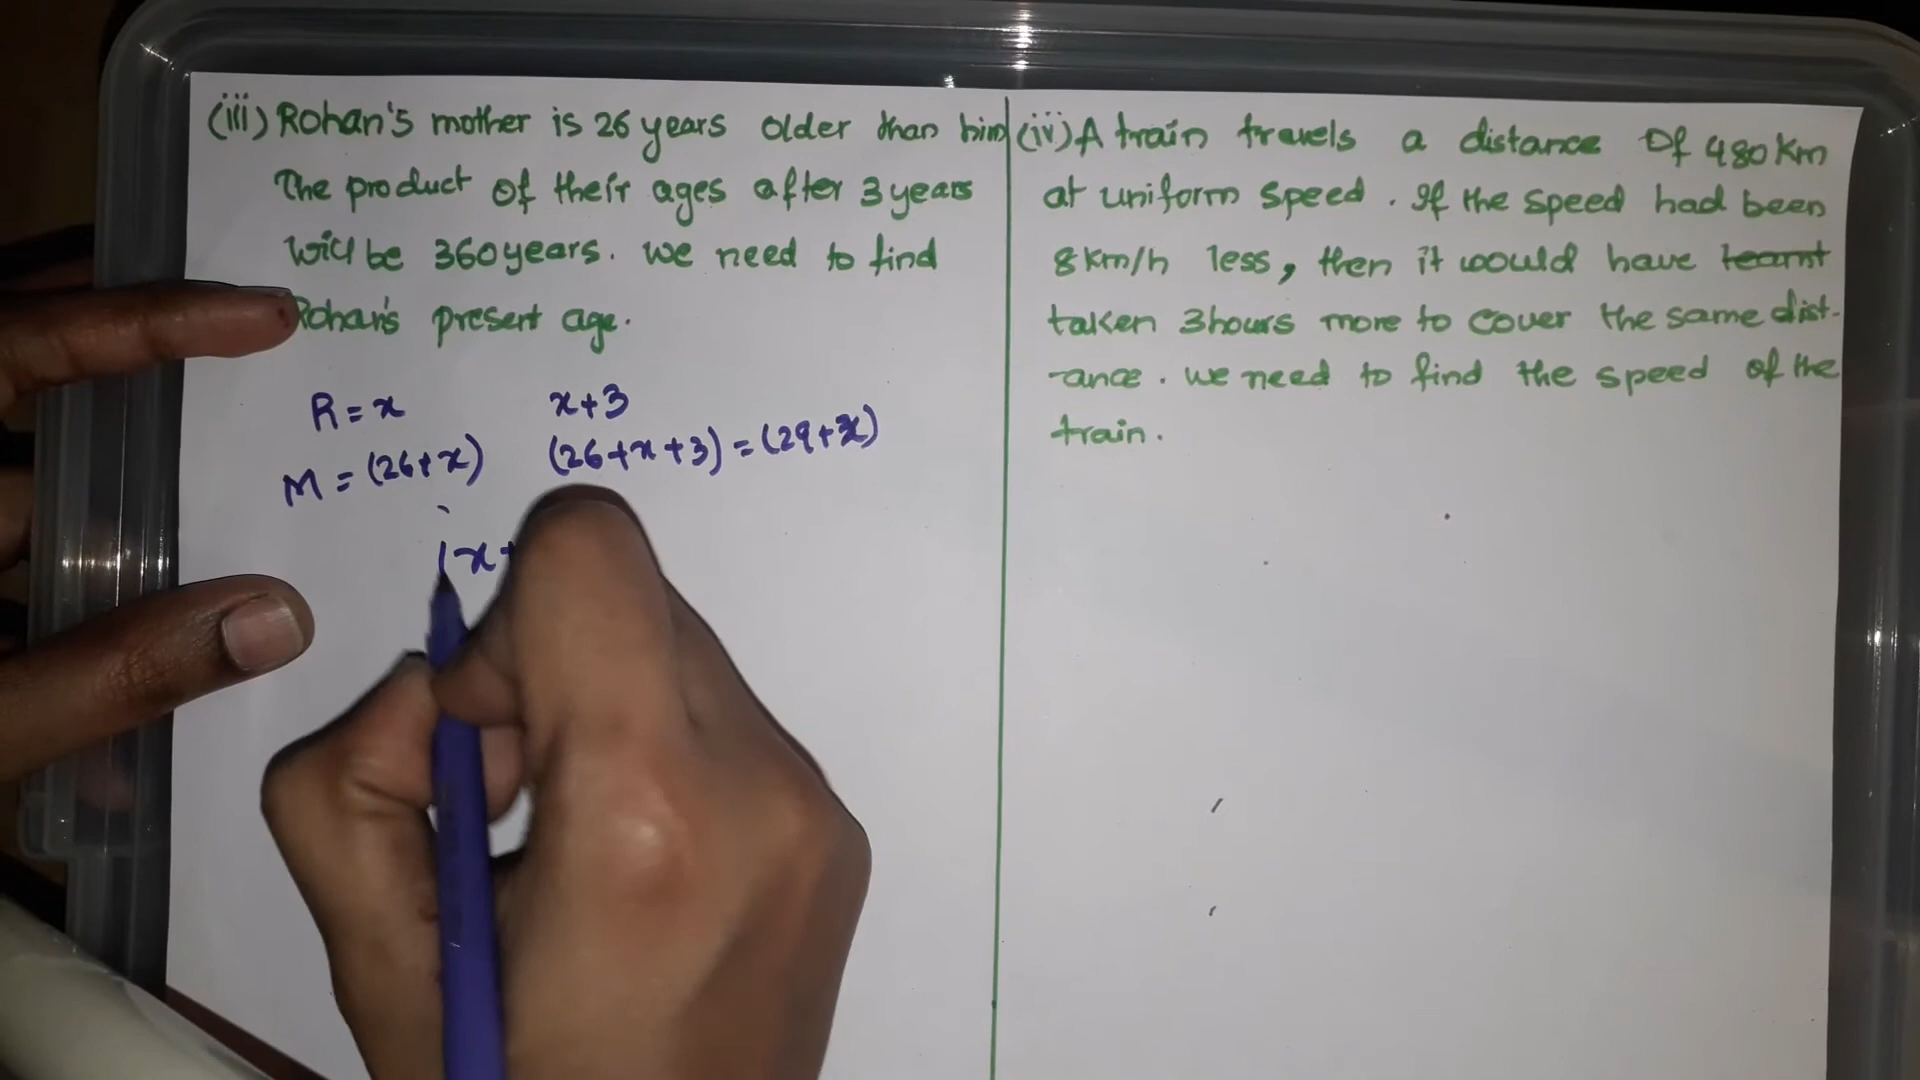 (iii) Rohan's mother is 26 years older than him
The product of their ages after 3 years
will be 360 years. we need to find
Rohan's present age.
R = x x+3
M = (26+x) (26+x+3) = (29+x)
(x+
(iv) A train travels a distance Of 480 Km
at uniform speed. If the speed had been
8 km/h less, then it would have
taken 3 hours more to cover the same dist-
-ance. we need to find the speed of the
train.